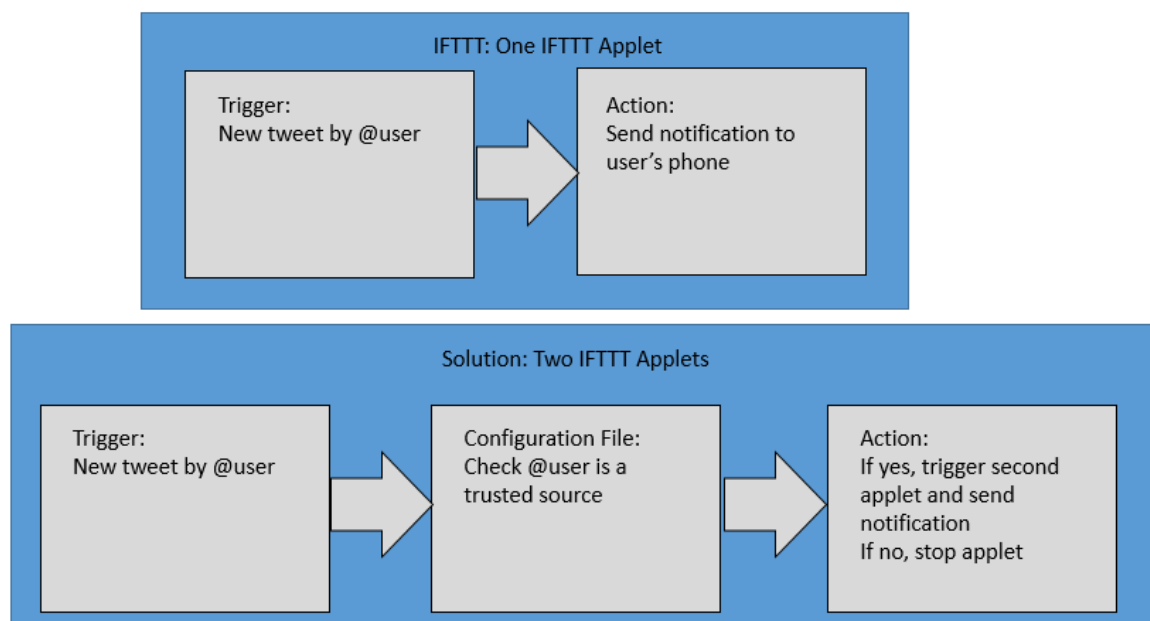 IFTTT: One IFTTT Applet
Trigger:
New tweet by @user
Action:
Send notification to
user's phone
Solution: Two IFTTT Applets
Trigger:
New tweet by @user
Configuration File:
Check @user is a
trusted source
Action:
If yes, trigger second
applet and send
notification
If no, stop applet